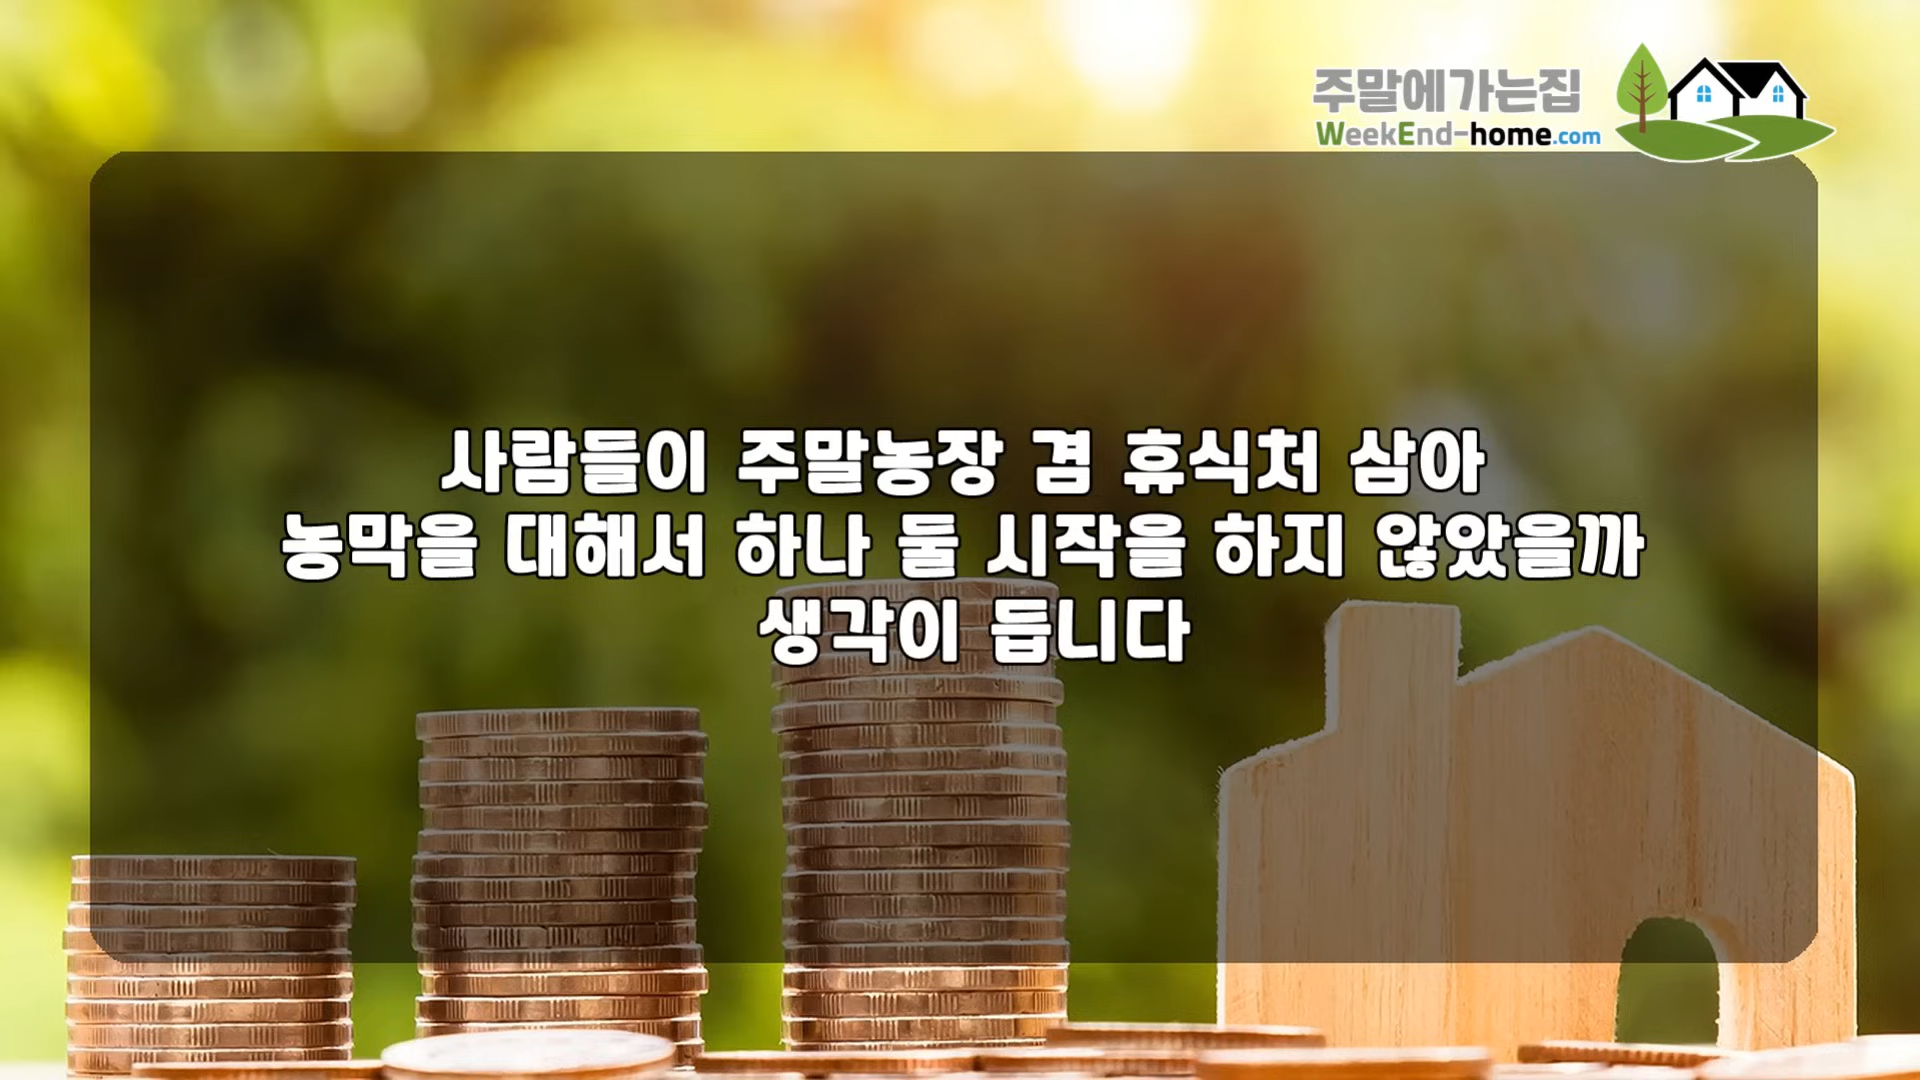 주말에가는집
WeekEnd-home.com
사람들이 주말농장 겸 휴식처 삼아
농막을 대해서 하나 둘 시작을 하지 않았을까
생각이 듭니다